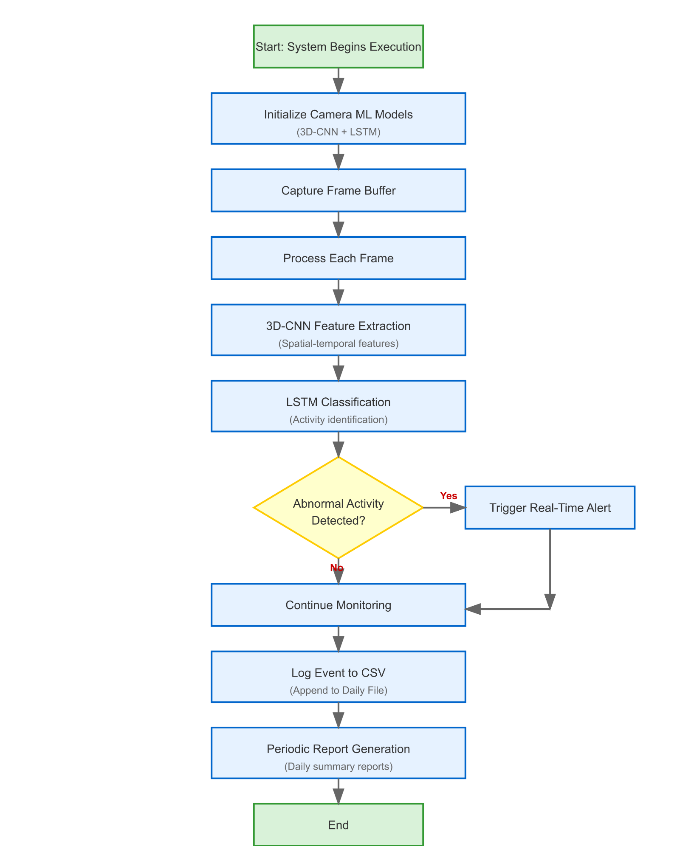 Start: System Begins Execution
Initialize Camera ML Models
(3D-CNN + LSTM)
Capture Frame Buffer
Process Each Frame
3D-CNN Feature Extraction
(Spatial-temporal features)
LSTM Classification
(Activity identification)
Abnormal Activity
Detected?
Yes
Trigger Real-Time Alert
No
Continue Monitoring
Log Event to CSV
(Append to Daily File)
Periodic Report Generation
(Daily summary reports)
End